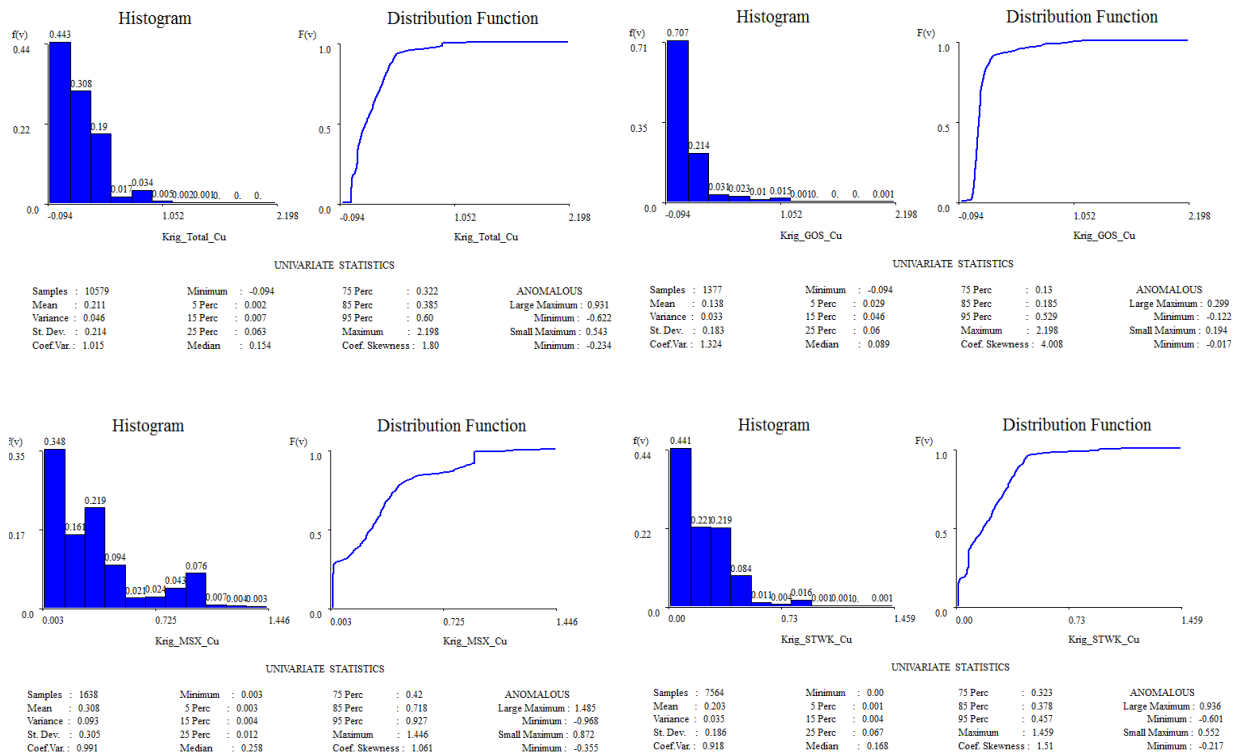 Histogram
f(v)
0.44
0.22
0.0
0.443
0.308
0.19
0.017
0.034
0.005
0.002
0.001
0.
0.
0.
-0.094
1.052
2.198
Krig_Total_Cu
Distribution Function
F(v)
1.0
0.5
0.0
-0.094
1.052
2.198
Krig_Total_Cu
UNIVARIATE STATISTICS
Samples : 10579 Minimum : -0.094 75 Perc : 0.322 ANOMALOUS
Mean : 0.211 5 Perc : 0.002 85 Perc : 0.385 Large Maximum : 0.931
Variance : 0.046 15 Perc : 0.007 95 Perc : 0.60 Minimum : -0.622
St. Dev. : 0.214 25 Perc : 0.063 Maximum : 2.198 Small Maximum : 0.543
Coef.Var. : 1.015 Median : 0.154 Coef. Skewness : 1.80 Minimum : -0.234
Histogram
f(v)
0.71
0.35
0.0
0.707
0.214
0.031
0.023
0.01
0.015
0.001
0.
0.
0.
0.001
-0.094
1.052
2.198
Krig_GOS_Cu
Distribution Function
F(v)
1.0
0.5
0.0
-0.094
1.052
2.198
Krig_GOS_Cu
UNIVARIATE STATISTICS
Samples : 1377 Minimum : -0.094 75 Perc : 0.13 ANOMALOUS
Mean : 0.138 5 Perc : 0.029 85 Perc : 0.185 Large Maximum : 0.299
Variance : 0.033 15 Perc : 0.046 95 Perc : 0.529 Minimum : -0.122
St. Dev. : 0.183 25 Perc : 0.06 Maximum : 2.198 Small Maximum : 0.194
Coef.Var. : 1.324 Median : 0.089 Coef. Skewness : 4.008 Minimum : -0.017
Histogram
f(v)
0.35
0.17
0.0
0.348
0.161
0.219
0.094
0.021
0.024
0.043
0.076
0.007
0.004
0.003
0.003
0.725
1.446
Krig_MSX_Cu
Distribution Function
F(v)
1.0
0.5
0.0
0.003
0.725
1.446
Krig_MSX_Cu
UNIVARIATE STATISTICS
Samples : 1638 Minimum : 0.003 75 Perc : 0.42 ANOMALOUS
Mean : 0.308 5 Perc : 0.003 85 Perc : 0.718 Large Maximum : 1.485
Variance : 0.093 15 Perc : 0.004 95 Perc : 0.927 Minimum : -0.968
St. Dev. : 0.305 25 Perc : 0.012 Maximum : 1.446 Small Maximum : 0.872
Coef.Var. : 0.991 Median : 0.258 Coef. Skewness : 1.061 Minimum : -0.355
Histogram
f(v)
0.44
0.22
0.0
0.441
0.221
0.219
0.084
0.011
0.004
0.016
0.001
0.001
0.
0.001
0.00
0.73
1.459
Krig_STWK_Cu
Distribution Function
F(v)
1.0
0.5
0.0
0.00
0.73
1.459
Krig_STWK_Cu
UNIVARIATE STATISTICS
Samples : 7564 Minimum : 0.00 75 Perc : 0.323 ANOMALOUS
Mean : 0.203 5 Perc : 0.001 85 Perc : 0.378 Large Maximum : 0.936
Variance : 0.035 15 Perc : 0.004 95 Perc : 0.457 Minimum : -0.601
St. Dev. : 0.186 25 Perc : 0.067 Maximum : 1.459 Small Maximum : 0.552
Coef.Var. : 0.918 Median : 0.168 Coef. Skewness : 1.51 Minimum : -0.217